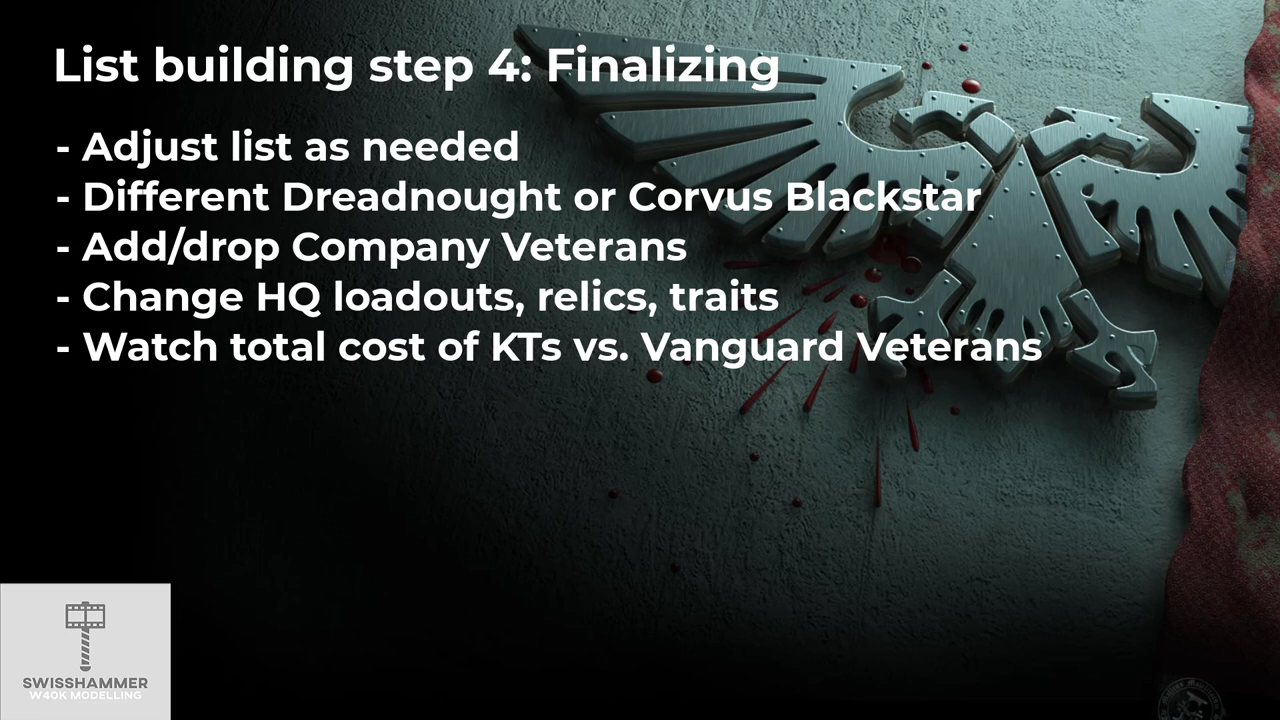 List building step 4: Finalizing
- Adjust list as needed
- Different Dreadnought or Corvus Blackstar
- Add/drop Company Veterans
- Change HQ loadouts, relics, traits
- Watch total cost of KTs vs. Vanguard Veterans
SWISSHAMMER
W40K MODELLING